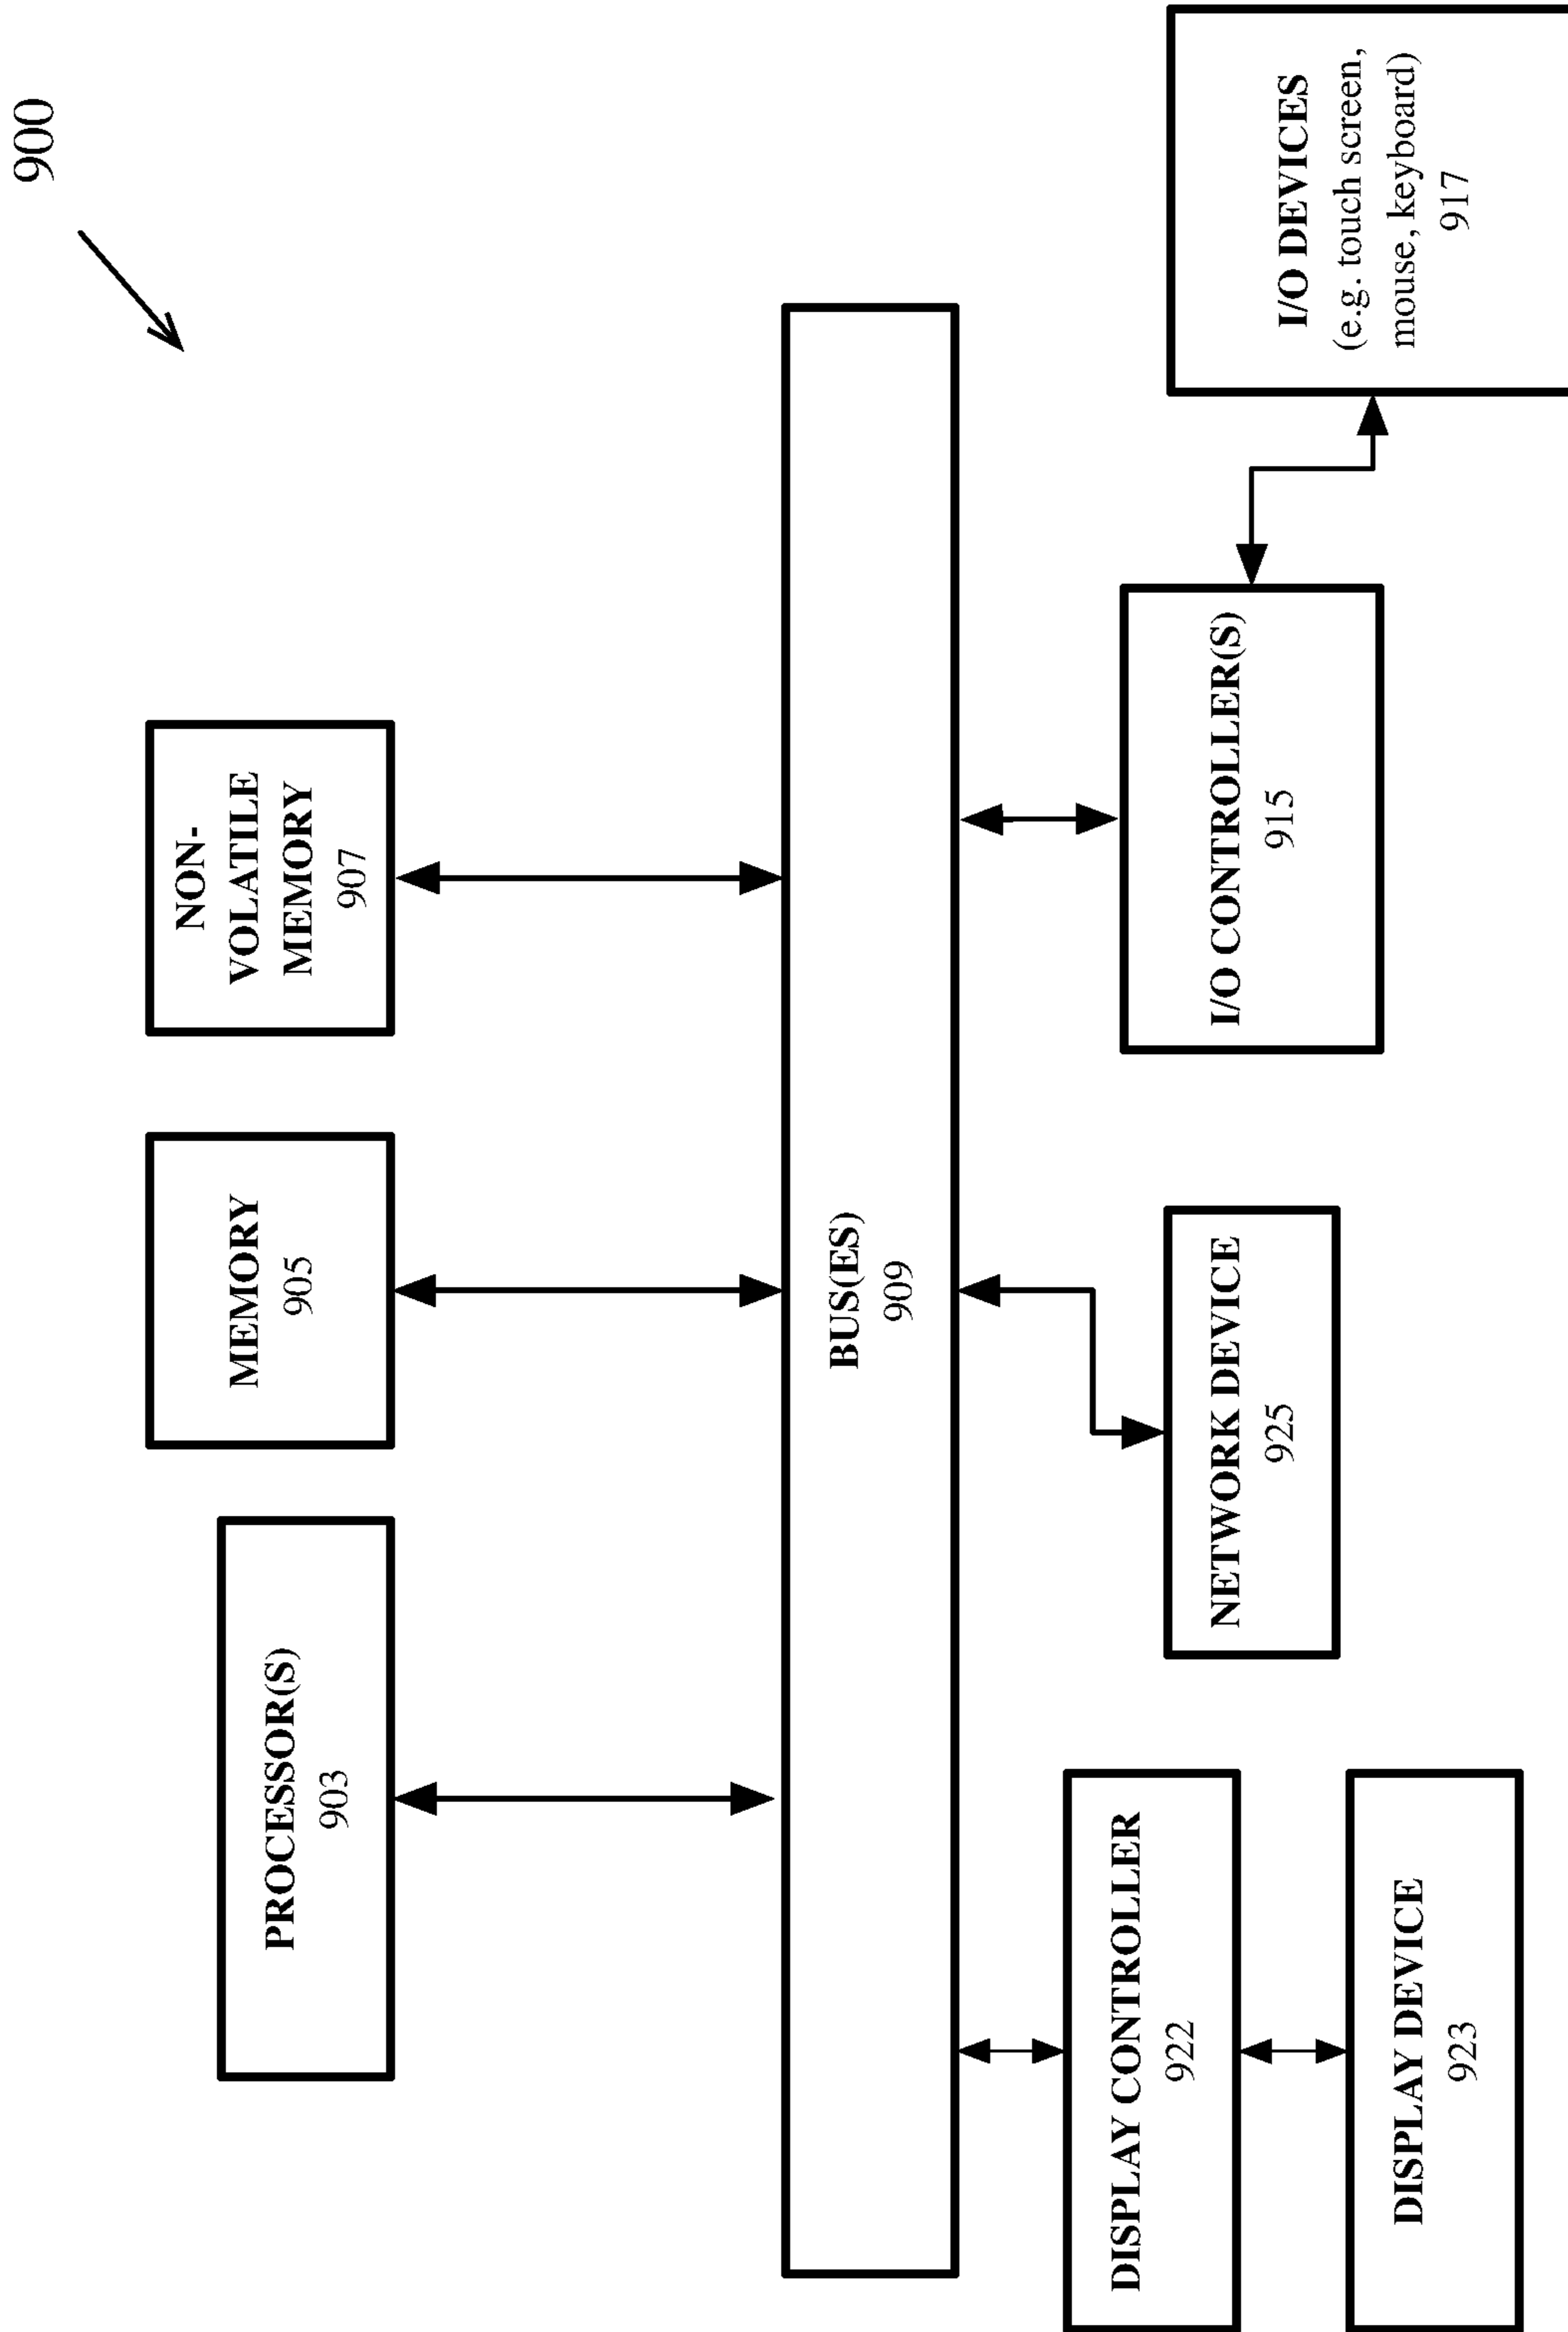 900
PROCESSOR(S)
903
MEMORY
905
NON-
VOLATILE
MEMORY
907
BUS(ES)
909
DISPLAY CONTROLLER
922
DISPLAY DEVICE
923
NETWORK DEVICE
925
I/O CONTROLLER(S)
915
I/O DEVICES
(e.g. touch screen,
mouse, keyboard)
917